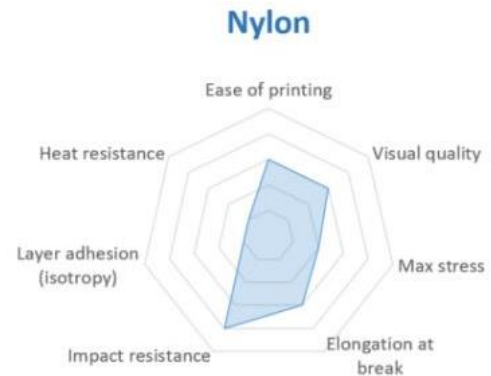 Nylon
Ease of printing
Heat resistance
Visual quality
Layer adhesion
(isotropy)
Max stress
Impact resistance
Elongation at
break